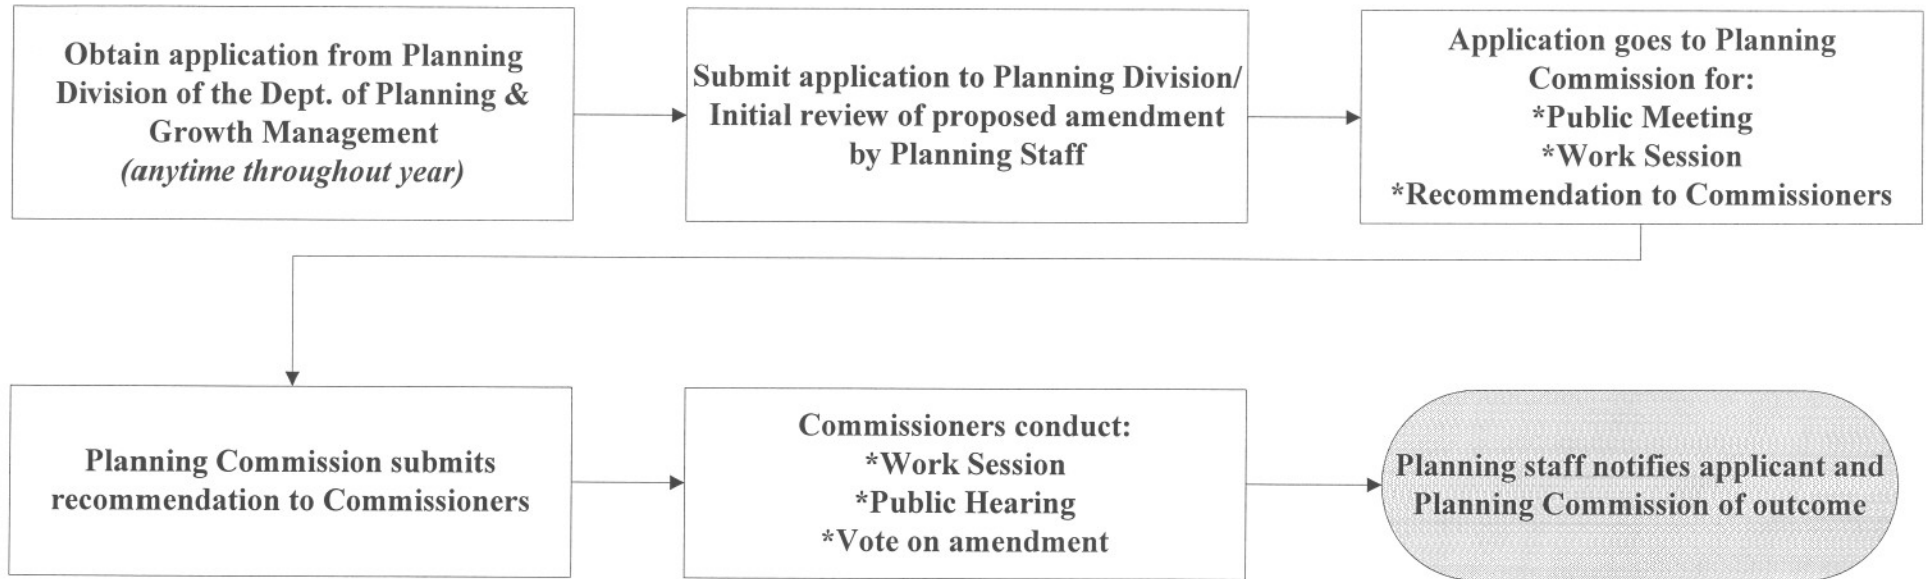 Obtain application from Planning
Division of the Dept. of Planning &
Growth Management
(anytime throughout year)
Submit application to Planning Division/
Initial review of proposed amendment
by Planning Staff
Application goes to Planning
Commission for:
*Public Meeting
*Work Session
*Recommendation to Commissioners
Planning Commission submits
recommendation to Commissioners
Commissioners conduct:
*Work Session
*Public Hearing
*Vote on amendment
Planning staff notifies applicant and
Planning Commission of outcome